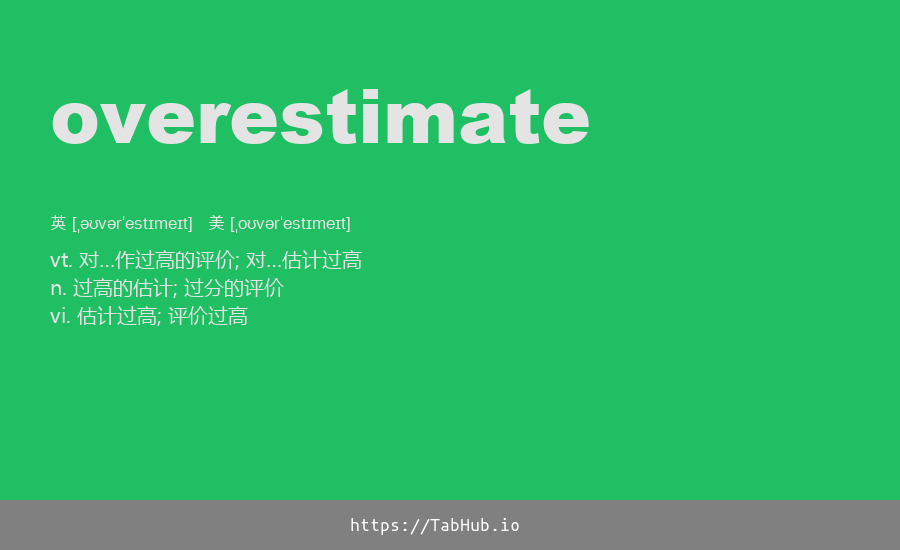 overestimate
英 [ˌəʊvərˈestɪmeɪt] 美 [ˌoʊvərˈestɪmeɪt]
vt. 对…作过高的评价; 对…估计过高
n. 过高的估计; 过分的评价
vi. 估计过高; 评价过高
https://TabHub.io